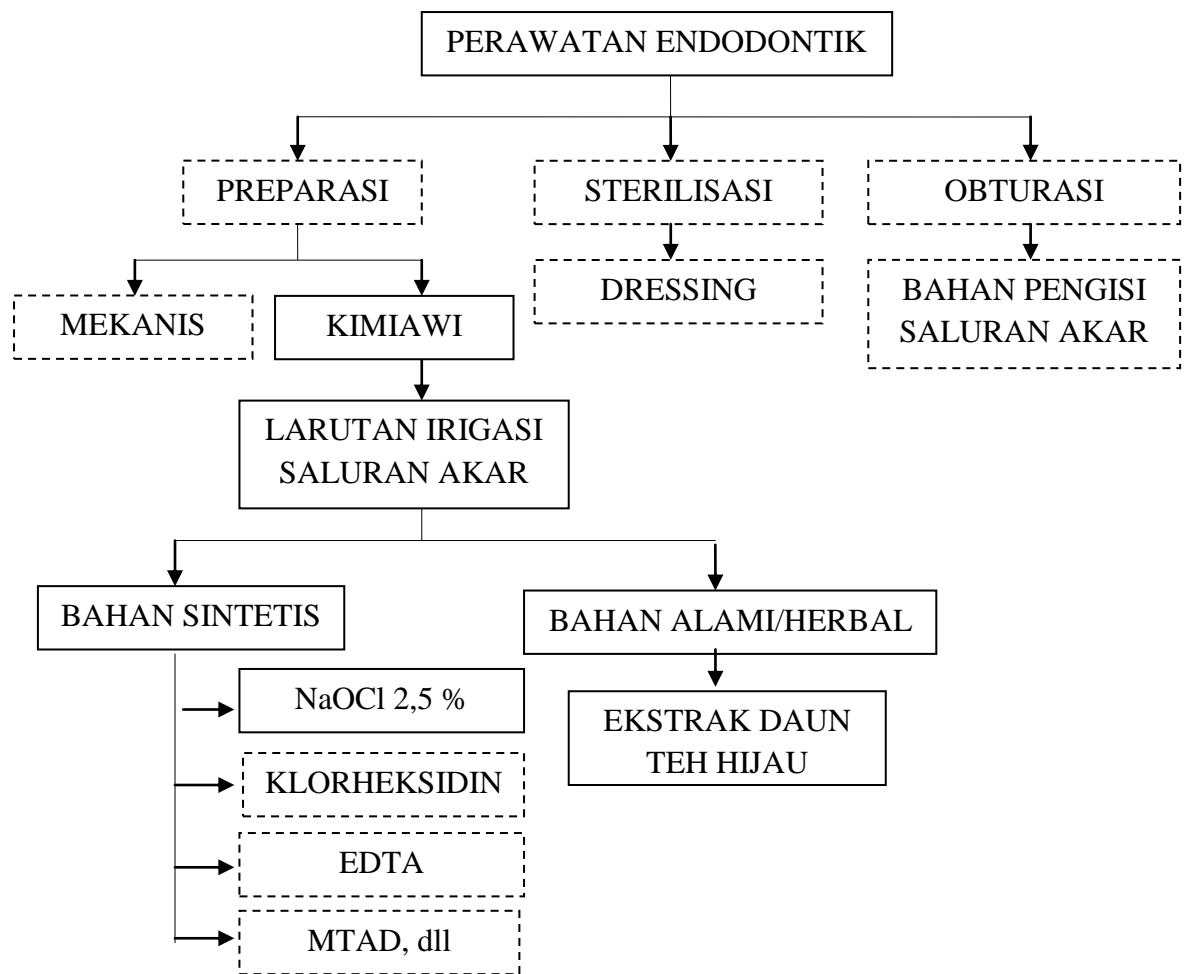 PERAWATAN ENDODONTIK
PREPARASI
STERILISASI
OBTURASI
MEKANIS
KIMIAWI
DRESSING
BAHAN PENGISI
SALURAN AKAR
LARUTAN IRIGASI
SALURAN AKAR
BAHAN SINTETIS
BAHAN ALAMI/HERBAL
NaOCl 2,5 %
KLORHEKSIDIN
EDTA
MTAD, dll
EKSTRAK DAUN
TEH HIJAU